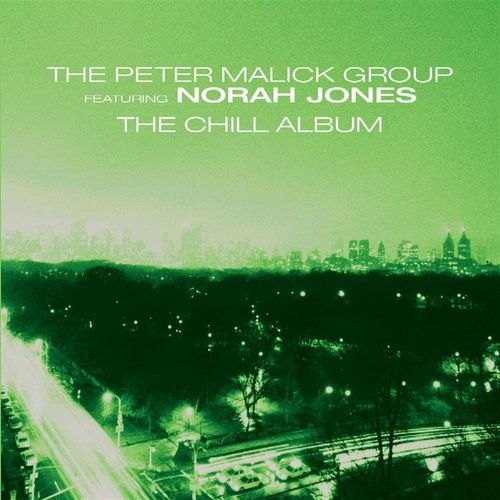 THE PETER MALICK GROUP
FEATURING NORAH JONES
THE CHILL ALBUM